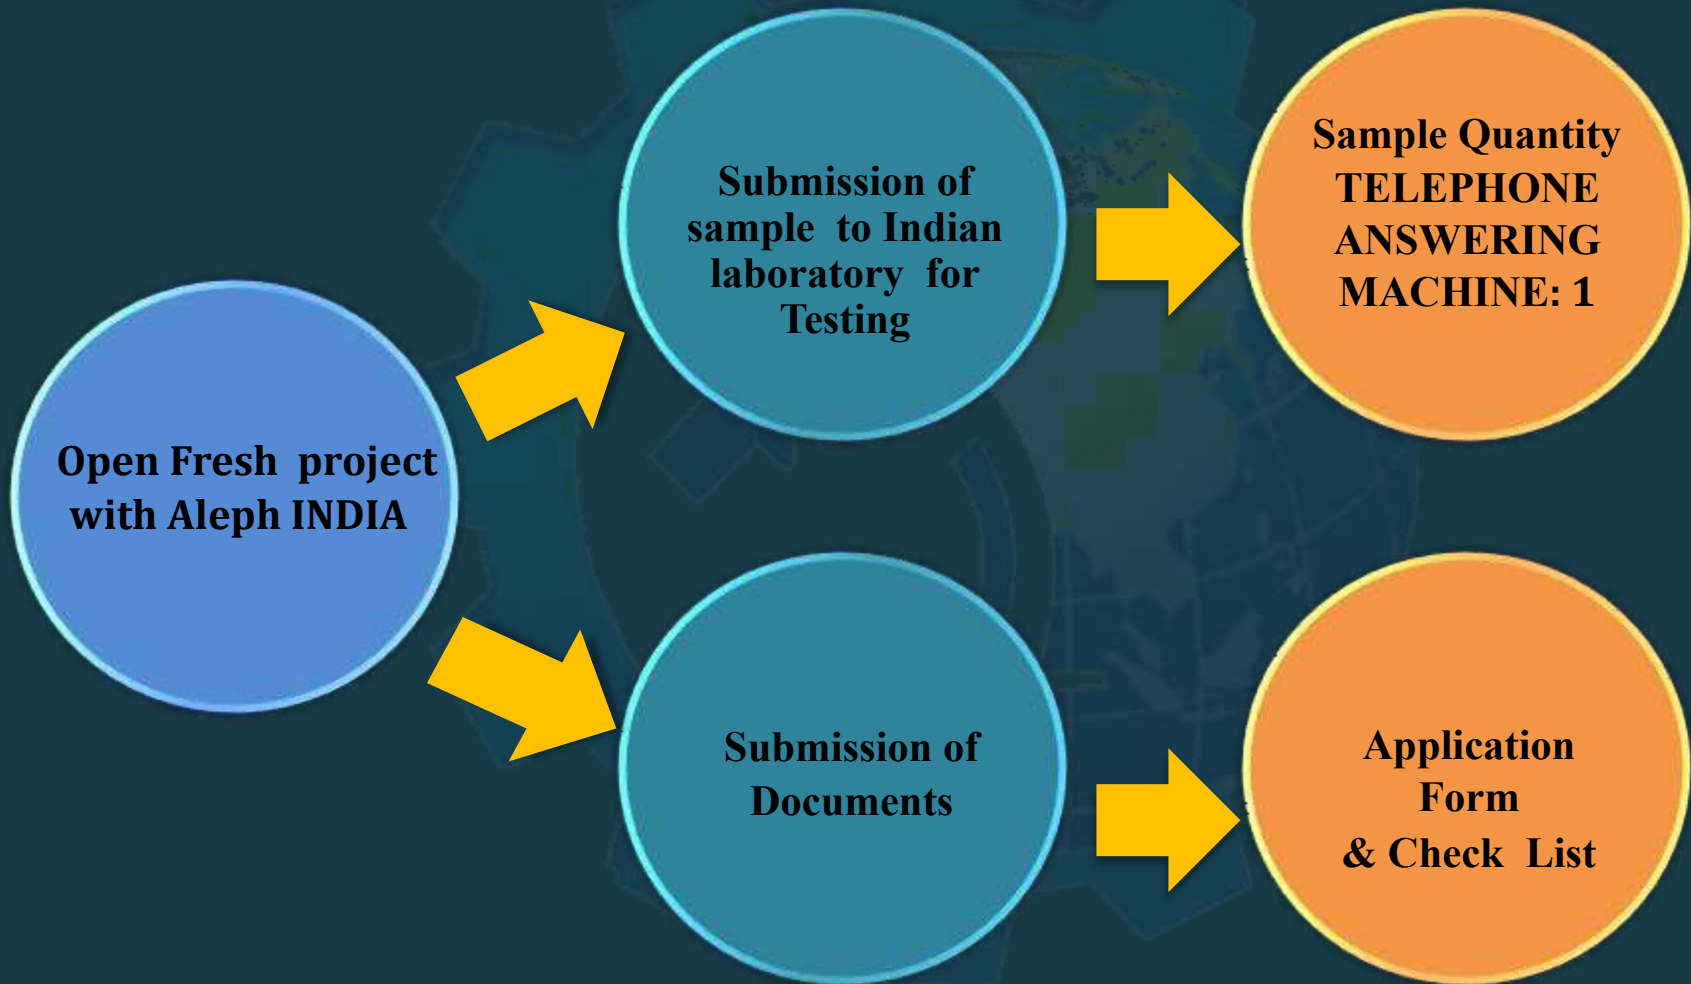 Open Fresh project
with Aleph INDIA
Submission of
sample to Indian
laboratory for
Testing
Sample Quantity
TELEPHONE
ANSWERING
MACHINE: 1
Submission of
Documents
Application
Form
& Check List